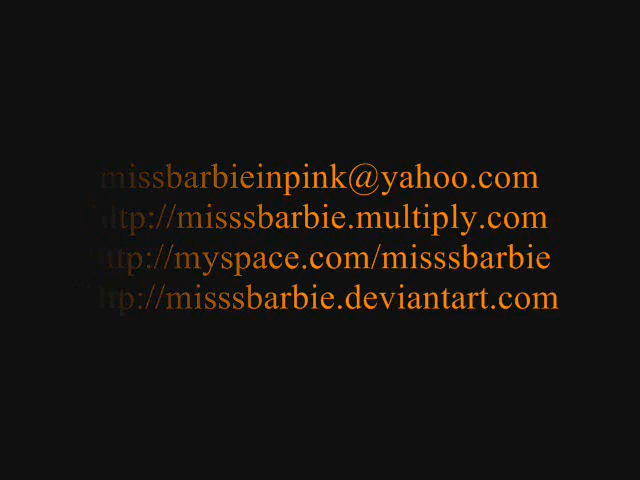 missbarbieinpink@yahoo.com
http://misssbarbie.multiply.com
http://myspace.com/misssbarbie
http://misssbarbie.deviantart.com